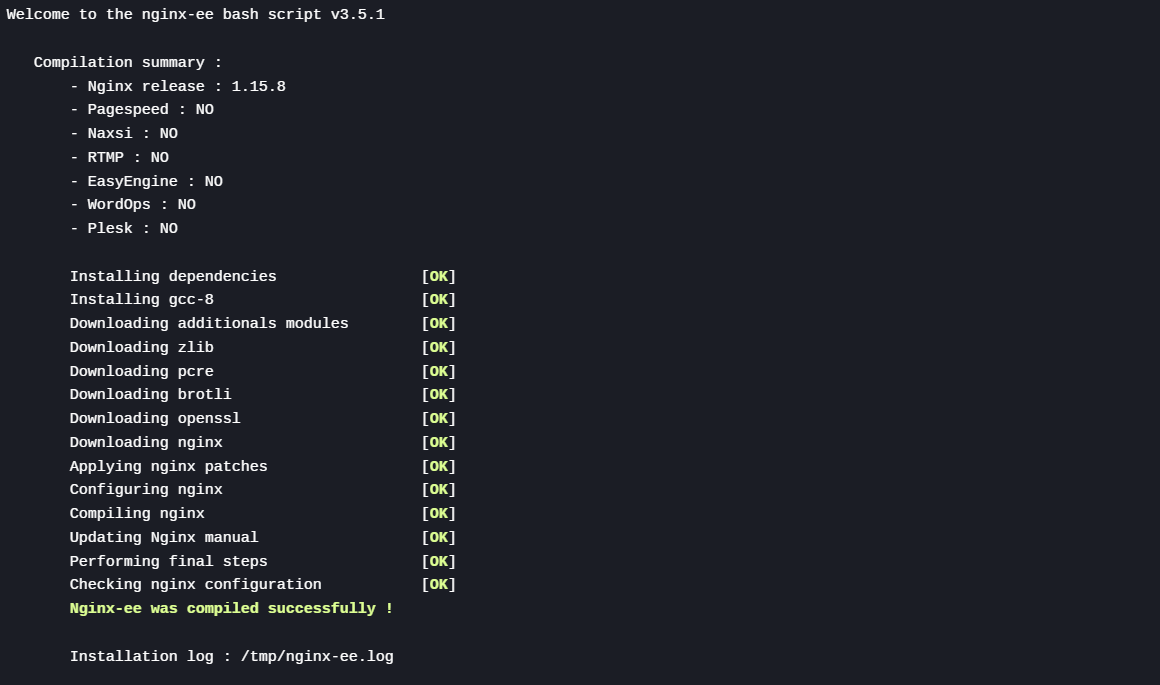 Welcome to the nginx-ee bash script v3.5.1
Compilation summary :
- Nginx release : 1.15.8
- Pagespeed : NO
- Naxsi : NO
- RTMP : NO
- EasyEngine : NO
- WordOps : NO
- Plesk : NO
Installing dependencies [OK]
Installing gcc-8 [OK]
Downloading additionals modules [OK]
Downloading zlib [OK]
Downloading pcre [OK]
Downloading brotli [OK]
Downloading openssl [OK]
Downloading nginx [OK]
Applying nginx patches [OK]
Configuring nginx [OK]
Compiling nginx [OK]
Updating Nginx manual [OK]
Performing final steps [OK]
Checking nginx configuration [OK]
Nginx-ee was compiled successfully !
Installation log : /tmp/nginx-ee.log